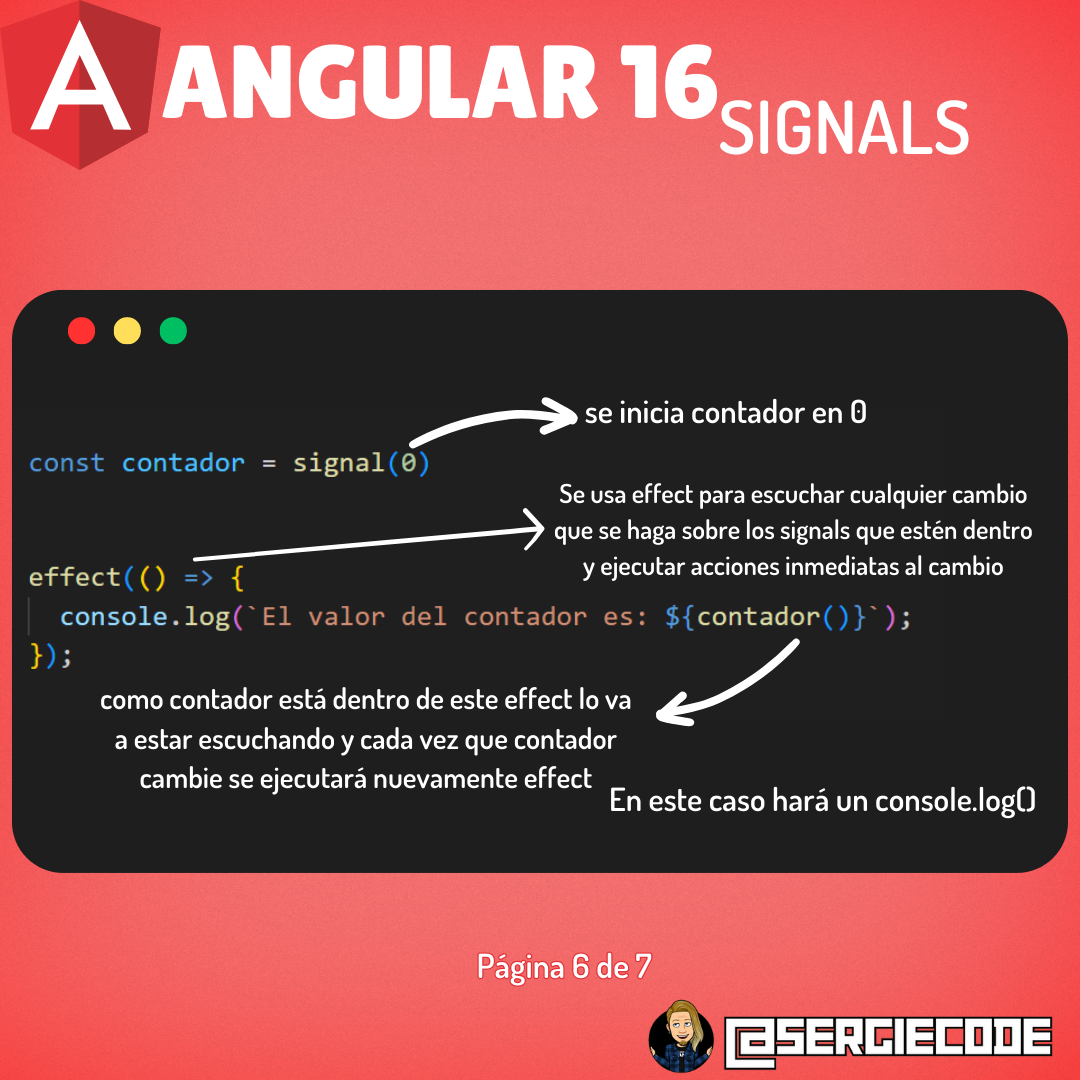 ANGULAR 16
SIGNALS
se inicia contador en 0
const contador = signal(0)
Se usa effect para escuchar cualquier cambio
que se haga sobre los signals que estén dentro
y ejecutar acciones inmediatas al cambio
effect(() => {
console.log(`El valor del contador es: ${contador()}`);
});
como contador está dentro de este effect lo va
a estar escuchando y cada vez que contador
cambie se ejecutará nuevamente effect
En este caso hará un console.log()
Página 6 de 7
@SERGIECODE